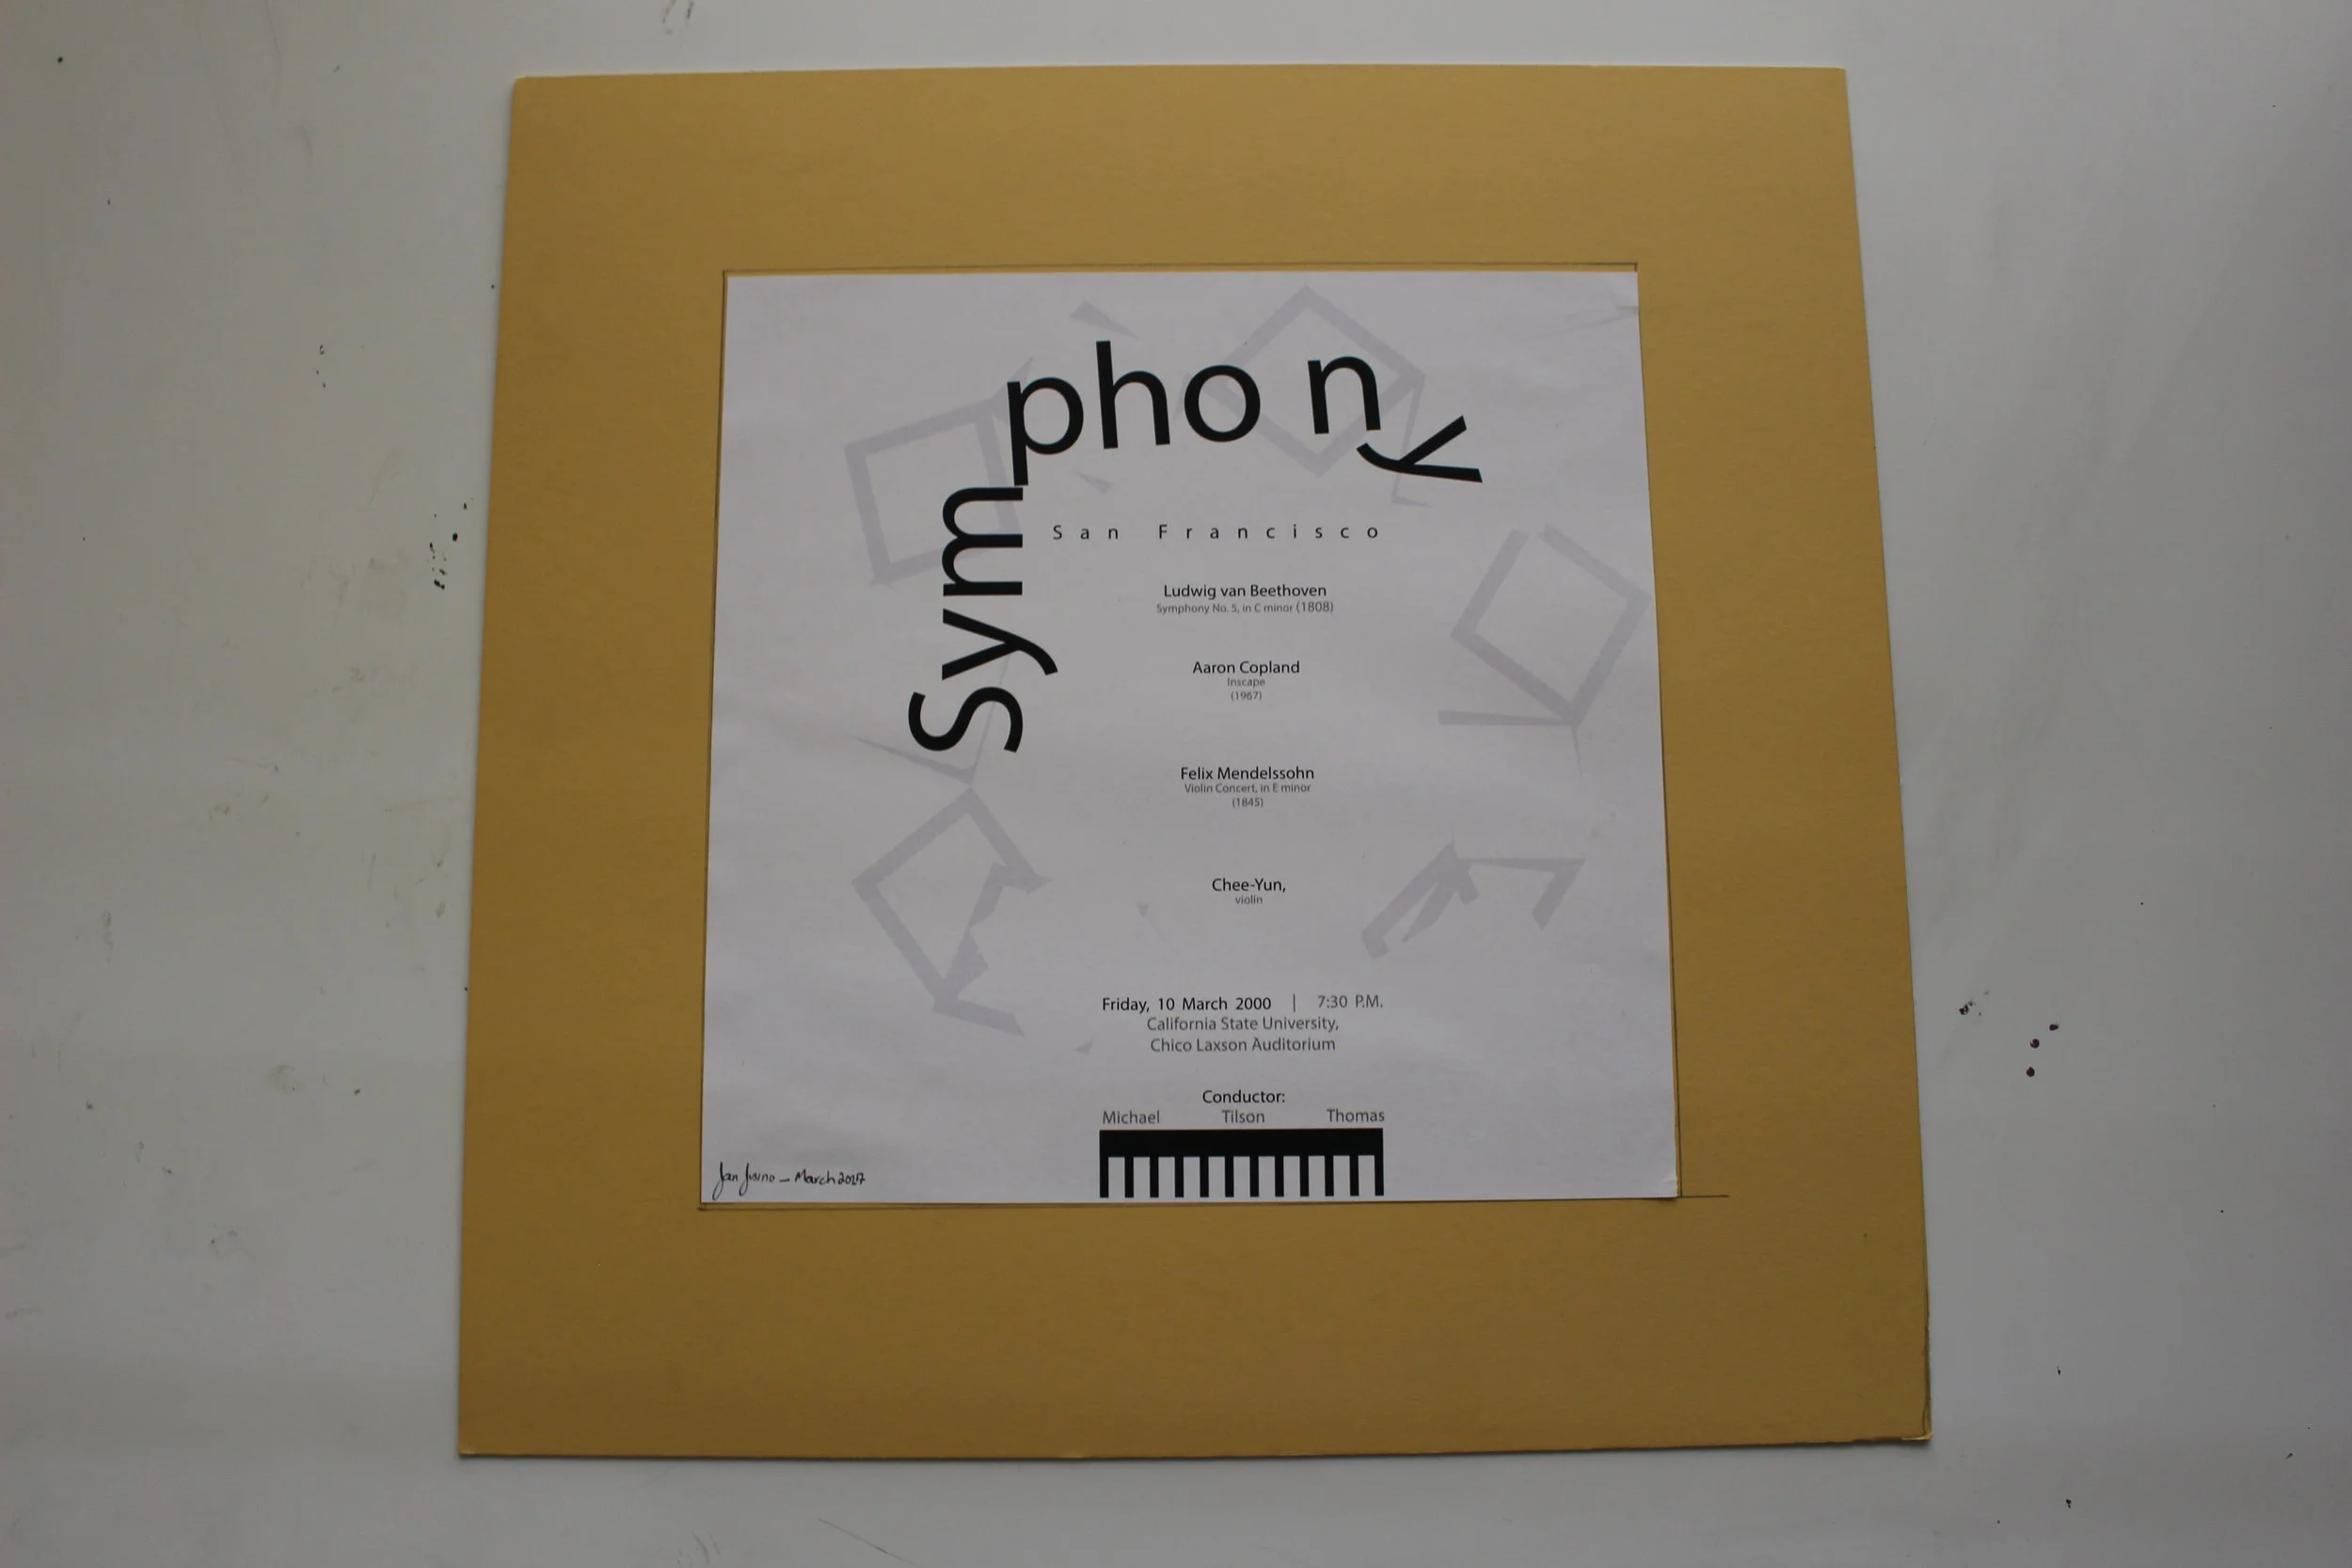 Symphony
San Francisco
Ludwig van Beethoven
Symphony No. 5, in C minor (1808)
Aaron Copland
Inscape
(1967)
Felix Mendelssohn
Violin Concert, in E minor
(1845)
Chee-Yun,
violin
Friday, 10 March 2000 | 7:30 P.M.
California State University,
Chico Laxson Auditorium
Conductor:
Michael Tilson Thomas
Jan Jusino - March 2017